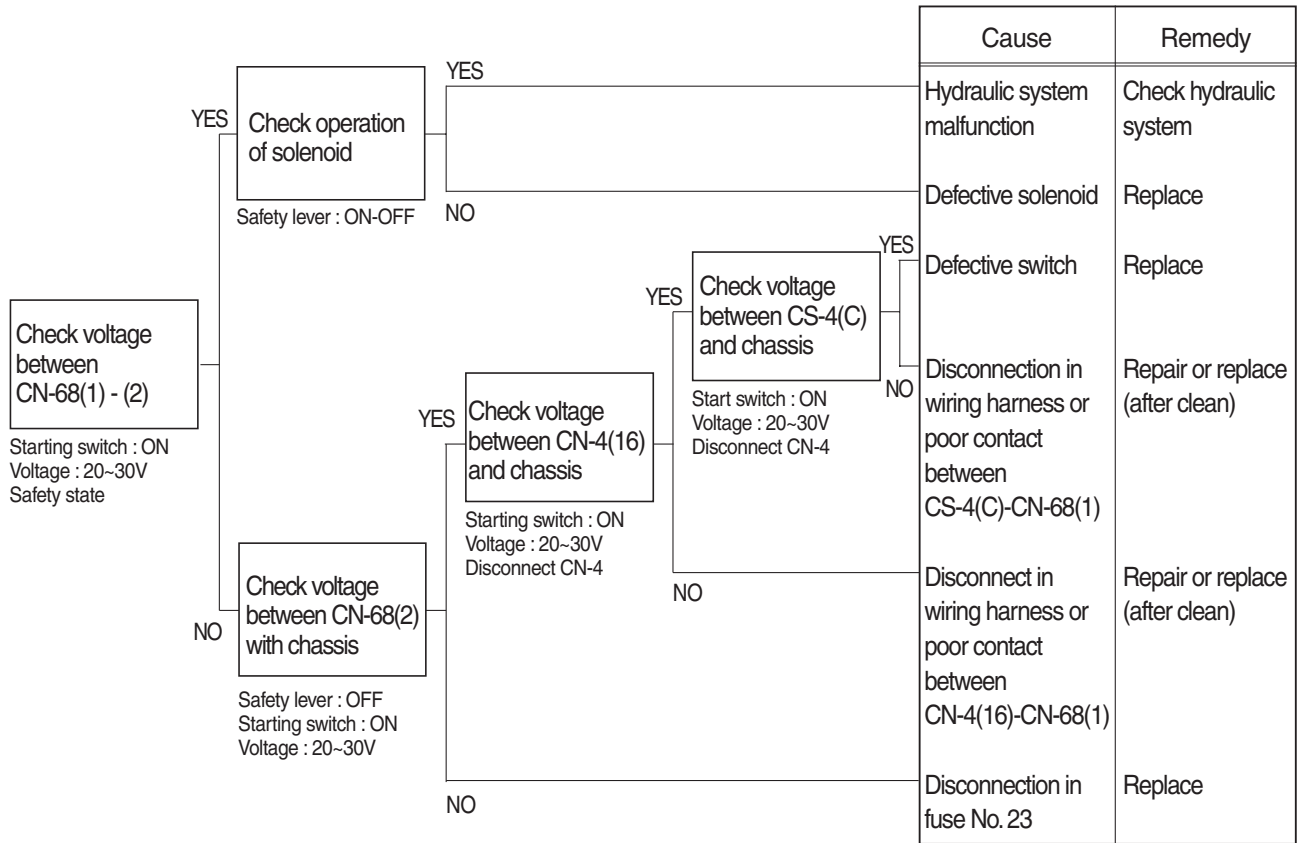 Cause
Remedy
YES
Hydraulic system
malfunction
Check hydraulic
system
YES
Check operation
of solenoid
Safety lever : ON-OFF
NO
Defective solenoid
Replace
YES
Defective switch
Replace
YES
Check voltage
between CS-4(C)
and chassis
Start switch : ON
Voltage : 20~30V
Disconnect CN-4
NO
Disconnection in
wiring harness or
poor contact
between
CS-4(C)-CN-68(1)
Repair or replace
(after clean)
Check voltage
between
CN-68(1) - (2)
Starting switch : ON
Voltage : 20~30V
Safety state
YES
Check voltage
between CN-4(16)
and chassis
Starting switch : ON
Voltage : 20~30V
Disconnect CN-4
NO
Disconnect in
wiring harness or
poor contact
between
CN-4(16)-CN-68(1)
Repair or replace
(after clean)
NO
Check voltage
between CN-68(2)
with chassis
Safety lever : OFF
Starting switch : ON
Voltage : 20~30V
NO
Disconnection in
fuse No. 23
Replace